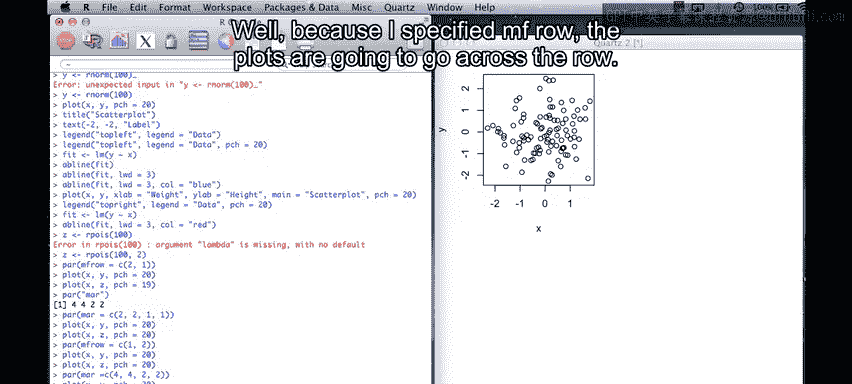 R File Edit Format Workspace Packages & Data Misc Quartz Window Help
Well, because I specified mf row, the
plots are going to go across the row.
Quartz 2 [*]
> y <- rnorm(100)_
Error: unexpected input in "y <- rnorm(100)_"
> y <- rnorm(100)
> plot(x, y, pch = 20)
> title("Scatterplot")
> text(-2, -2, "Label")
> legend("topleft", legend = "Data")
> legend("topleft", legend = "Data", pch = 20)
> fit <- lm(y ~ x)
> abline(fit)
> abline(fit, lwd = 3)
> abline(fit, lwd = 3, col = "blue")
> plot(x, y, xlab = "Weight", ylab = "Height", main = "Scatterplot", pch = 20)
> legend("topright", legend = "Data", pch = 20)
> fit <- lm(y ~ x)
> abline(fit, lwd = 3, col = "red")
> z <- rpois(100)
Error in rpois(100) : argument "lambda" is missing, with no default
> z <- rpois(100, 2)
> par(mfrow = c(2, 1))
> plot(x, y, pch = 20)
> plot(x, z, pch = 19)
> par("mar")
[1] 4 4 2 2
> par(mar = c(2, 2, 1, 1))
> plot(x, y, pch = 20)
> plot(x, z, pch = 20)
> par(mfrow = c(1, 2))
> plot(x, y, pch = 20)
> plot(x, z, pch = 20)
> par(mar =c(4, 4, 2, 2))
y
2
1
0
-1
-2
-2 -1 0 1
x